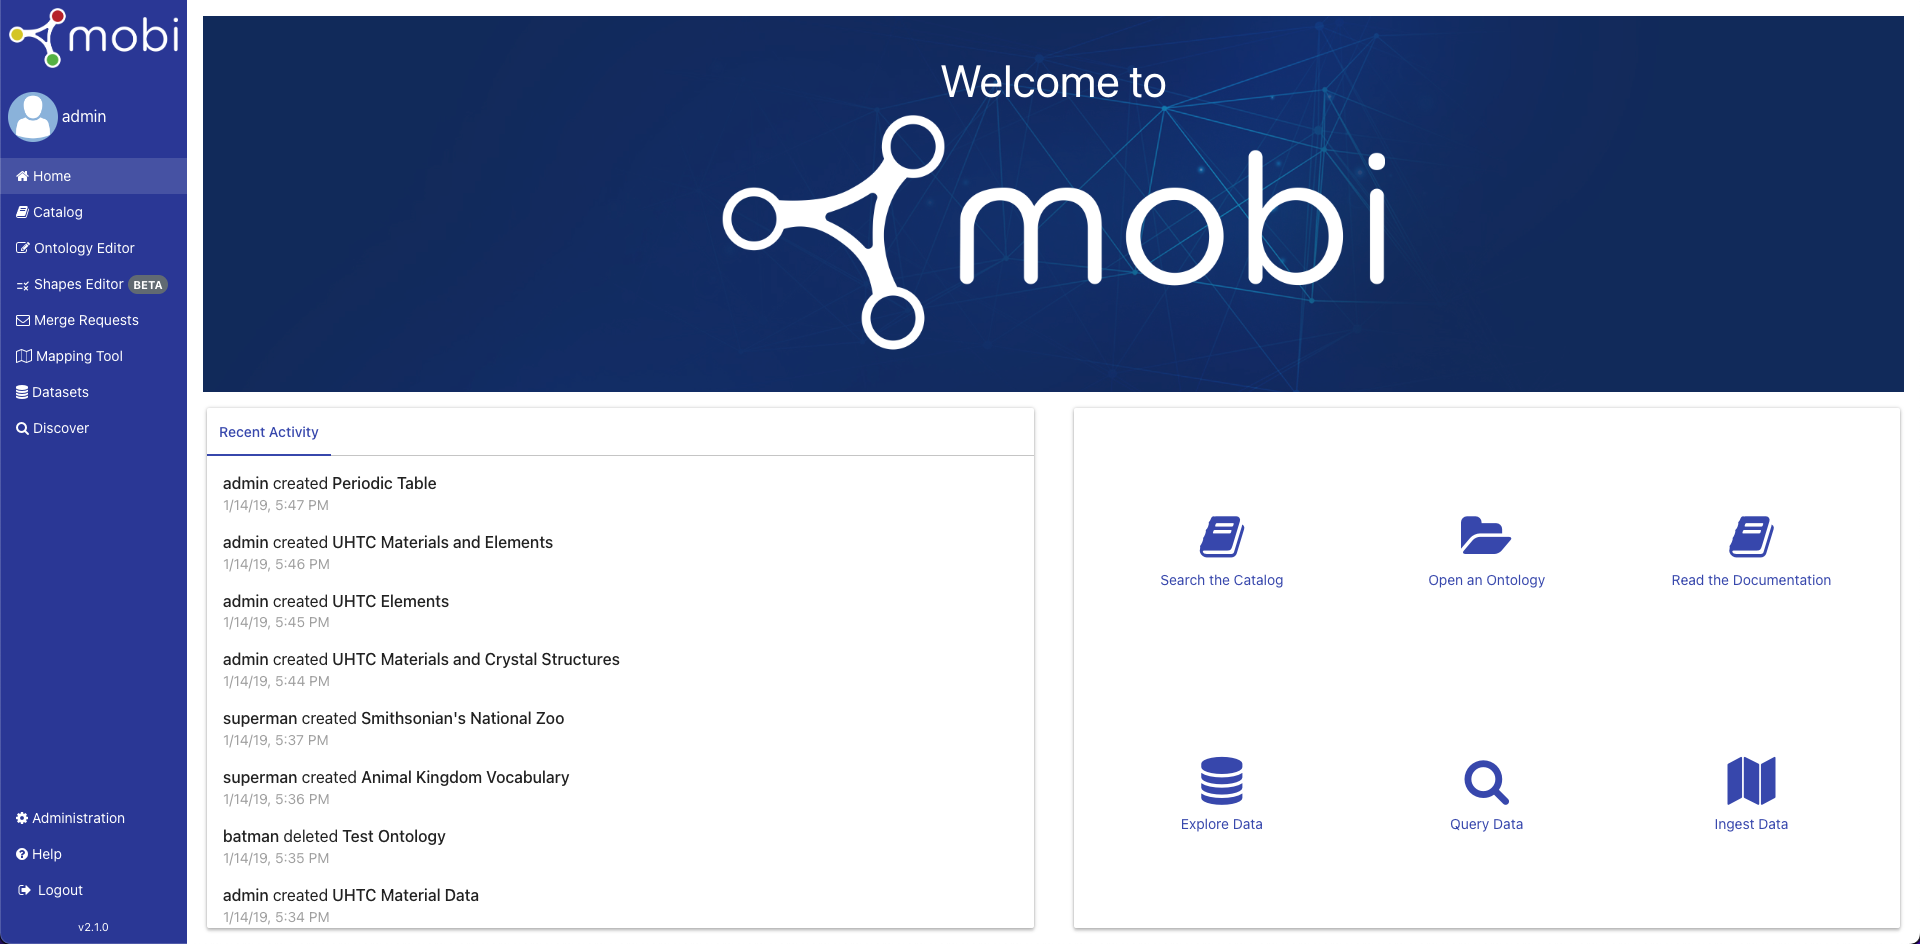 mobi
admin
Home
Catalog
Ontology Editor
Shapes Editor BETA
Merge Requests
Mapping Tool
Datasets
Discover
Administration
Help
Logout
v2.1.0
Welcome to
mobi
Recent Activity
admin created Periodic Table
1/14/19, 5:47 PM
admin created UHTC Materials and Elements
1/14/19, 5:46 PM
admin created UHTC Elements
1/14/19, 5:45 PM
admin created UHTC Materials and Crystal Structures
1/14/19, 5:44 PM
superman created Smithsonian's National Zoo
1/14/19, 5:37 PM
superman created Animal Kingdom Vocabulary
1/14/19, 5:36 PM
batman deleted Test Ontology
1/14/19, 5:35 PM
admin created UHTC Material Data
1/14/19, 5:34 PM
Search the Catalog
Open an Ontology
Read the Documentation
Explore Data
Query Data
Ingest Data